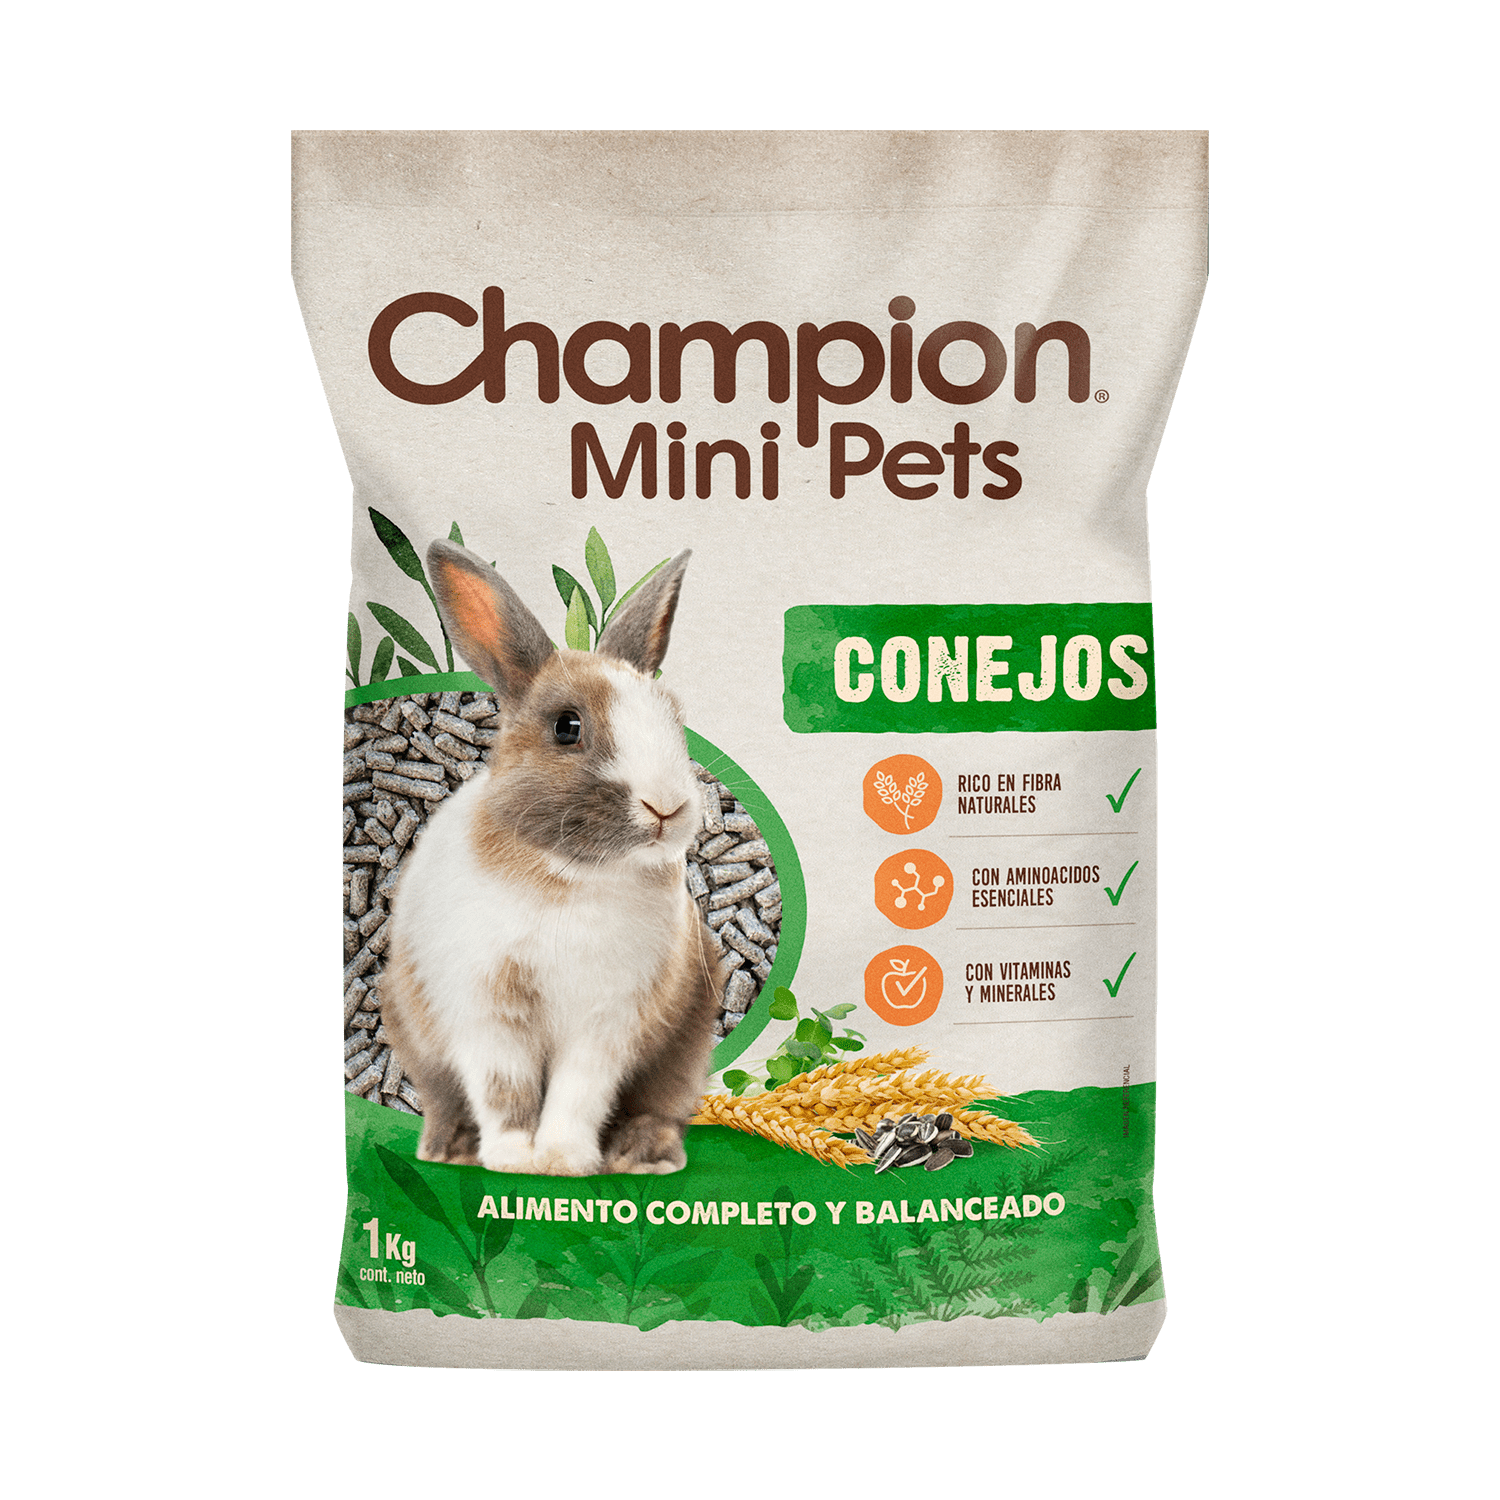 Champion®
Mini Pets
CONEJOS
RICO EN FIBRA
NATURALES
CON AMINOACIDOS
ESENCIALES
CON VITAMINAS
Y MINERALES
ALIMENTO COMPLETO Y BALANCEADO
1Kg
cont. neto